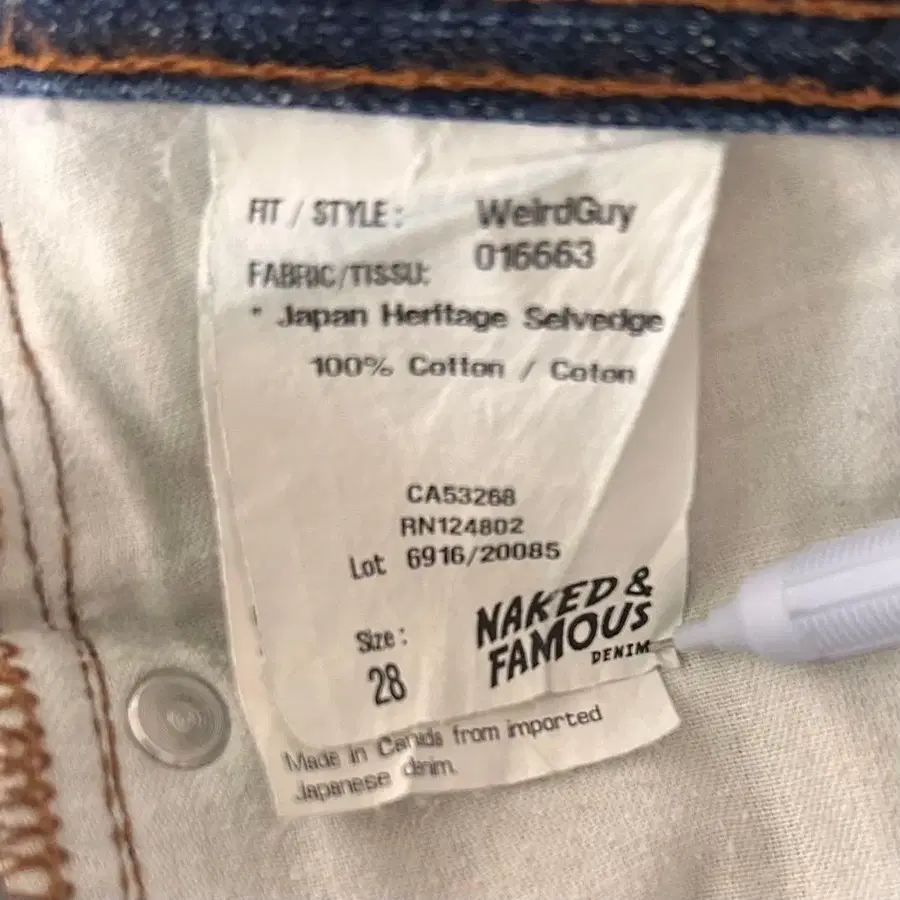 FIT / STYLE: WeirdGuy
016663
FABRIC/TISSU:
* Japan Heritage Selvedge
100% Cotton / Coton
CA53268
RN124802
Lot 6916/20085
Size:
28
NAKED &
FAMOUS
DENIM
Made in Canada from imported
Japanese denim.